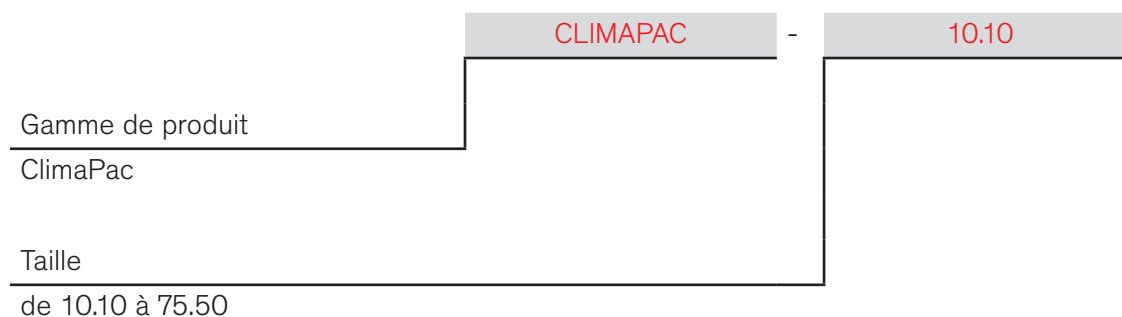 CLIMAPAC - 10.10
Gamme de produit
ClimaPac
Taille
de 10.10 à 75.50